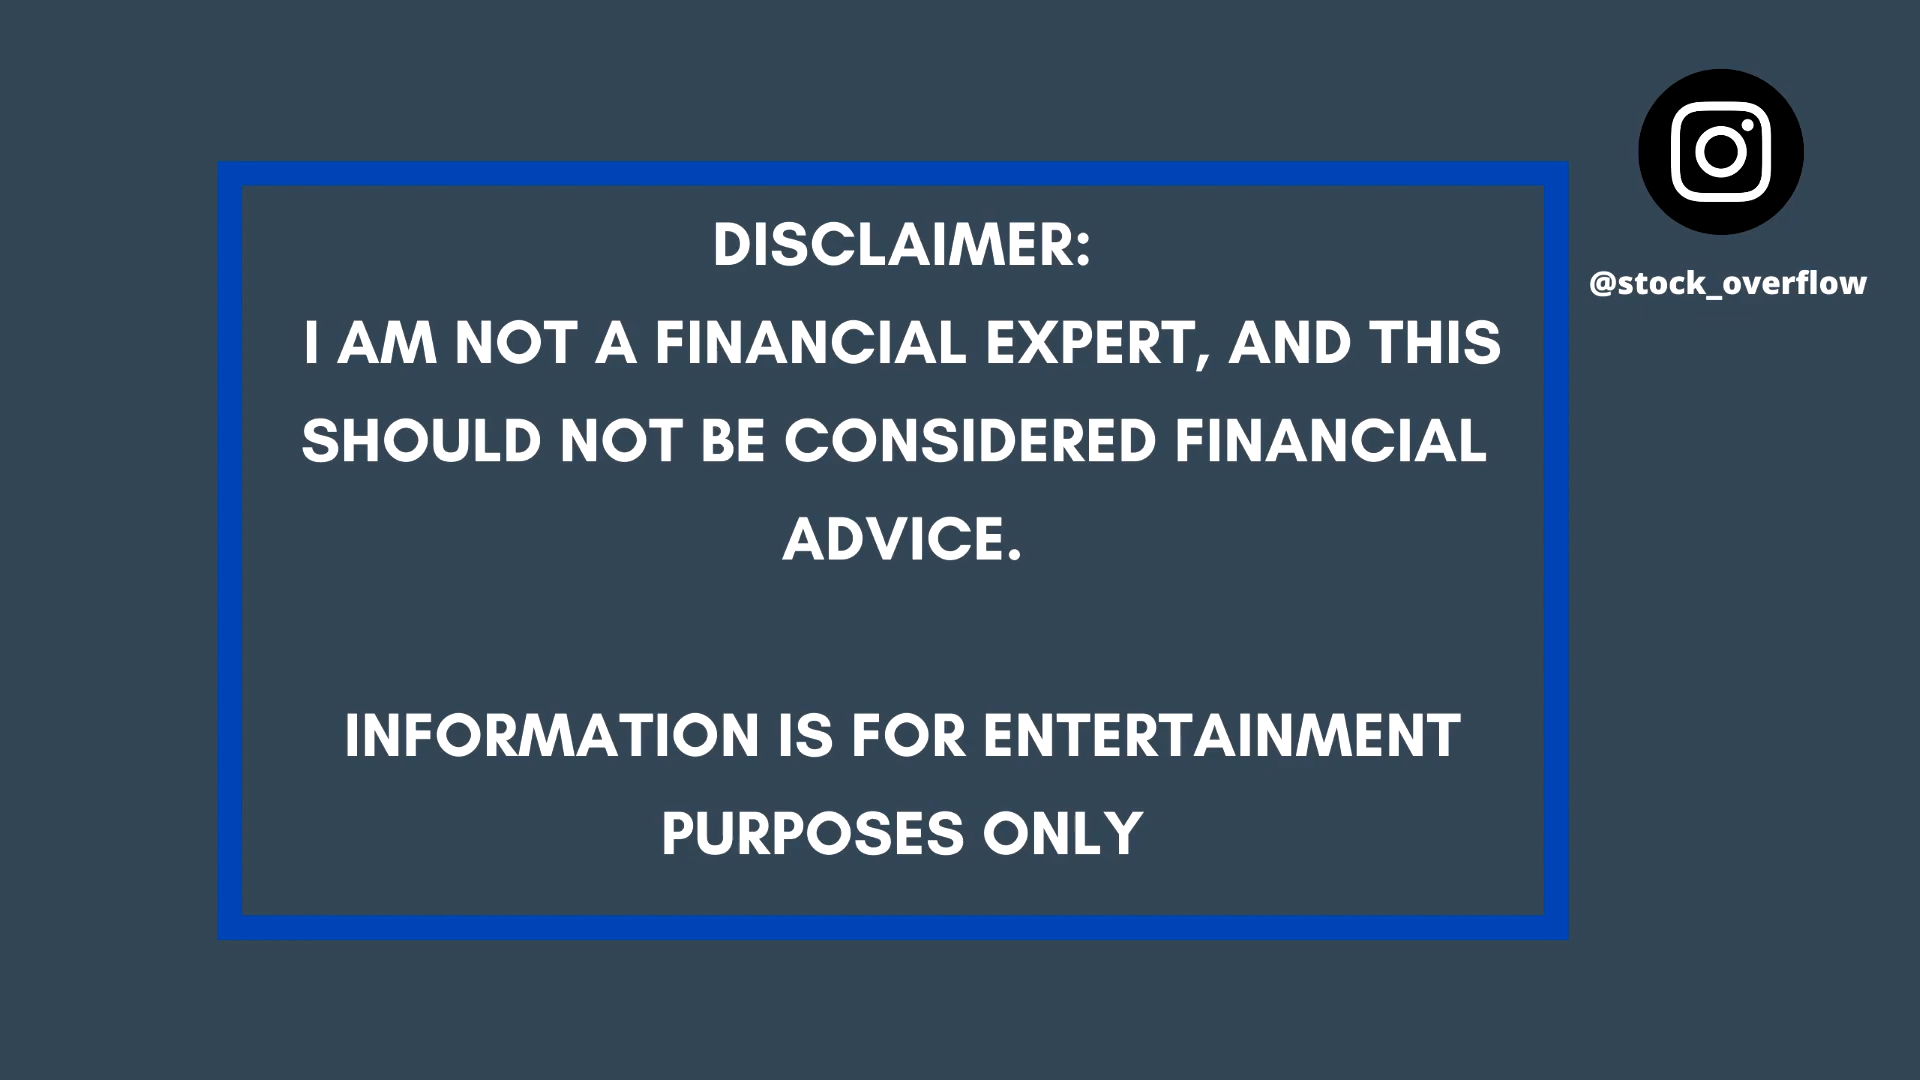 DISCLAIMER:
I AM NOT A FINANCIAL EXPERT, AND THIS
SHOULD NOT BE CONSIDERED FINANCIAL
ADVICE.
INFORMATION IS FOR ENTERTAINMENT
PURPOSES ONLY
@stock_overflow